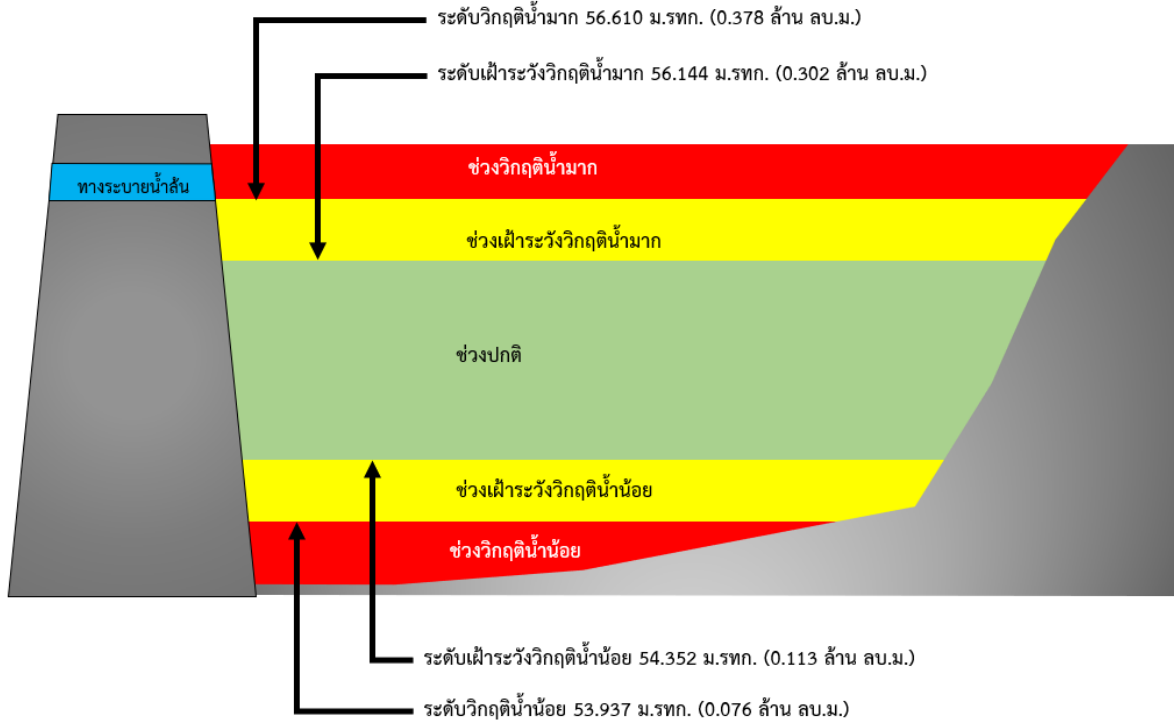 ระดับวิกฤติน้ำมาก 56.610 ม.รทก. (0.378 ล้าน ลบ.ม.)
ระดับเฝ้าระวังวิกฤติน้ำมาก 56.144 ม.รทก. (0.302 ล้าน ลบ.ม.)
ช่วงวิกฤติน้ำมาก
ทางระบายน้ำล้น
ช่วงเฝ้าระวังวิกฤติน้ำมาก
ช่วงปกติ
ช่วงเฝ้าระวังวิกฤติน้ำน้อย
ช่วงวิกฤติน้ำน้อย
ระดับเฝ้าระวังวิกฤติน้ำน้อย 54.352 ม.รทก. (0.113 ล้าน ลบ.ม.)
ระดับวิกฤติน้ำน้อย 53.937 ม.รทก. (0.076 ล้าน ลบ.ม.)